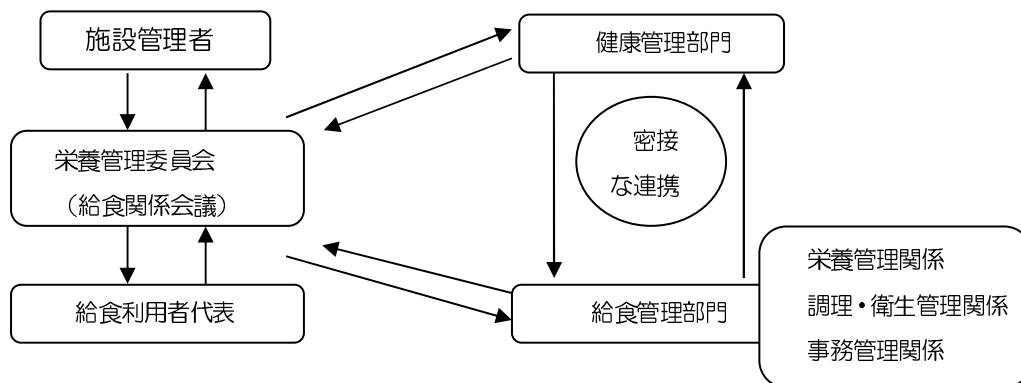 施設管理者
健康管理部門
密接
な連携
栄養管理委員会
（給食関係会議）
給食利用者代表
給食管理部門
栄養管理関係
調理・衛生管理関係
事務管理関係